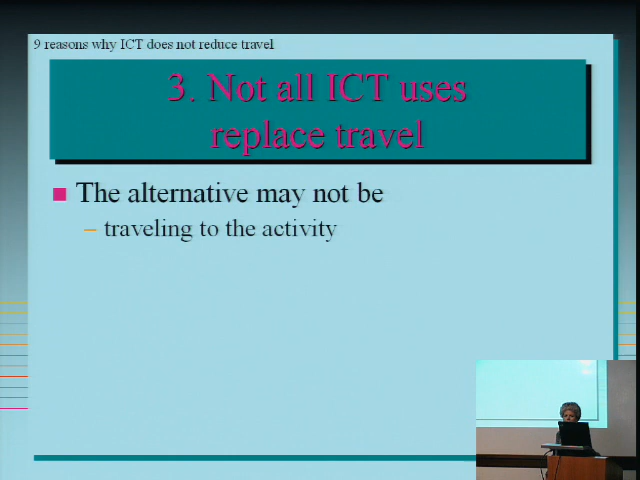 9 reasons why ICT does not reduce travel
3. Not all ICT uses
replace travel
The alternative may not be
– traveling to the activity